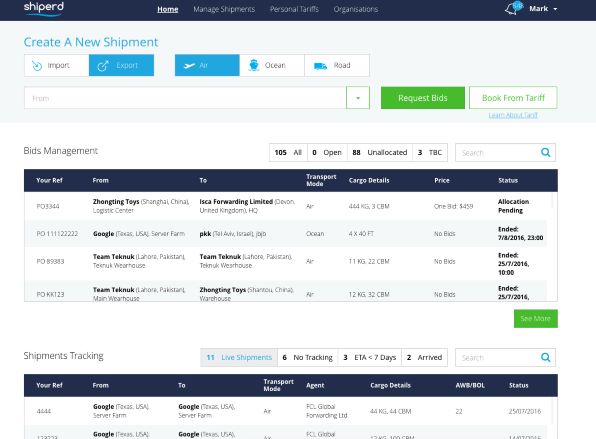 shiperd Home Manage Shipments Personal Tariffs Organisations Mark
Create A New Shipment
Import Export Air Ocean Road
From Request Bids Book From Tariff
Learn About Tariff
Bids Management 105 All 0 Open 88 Unallocated 3 TBC Search
Your Ref From To Transport Mode Cargo Details Price Status
PO3344 Zhongting Toys (Shanghai, China), Logistic Center Isca Forwarding Limited (Devon, United Kingdom), HQ Air 444 KG, 3 CBM One Bid: $459 Allocation Pending
PO 111122222 Google (Texas, USA), Server Farm pkk (Tel Aviv, Israel), jbjb Ocean 4 X 40 FT No Bids Ended: 7/8/2016, 23:00
PO 89383 Team Teknuk (Lahore, Pakistan), Teknuk Wearhouse Team Teknuk (Lahore, Pakistan), Teknuk Wearhouse Air 11 KG, 22 CBM No Bids Ended: 25/7/2016, 10:00
PO KK123 Team Teknuk (Lahore, Pakistan), Main Wearhouse Zhongting Toys (Shantou, China), Warehouse Air 12 KG, 32 CBM No Bids Ended: 25/7/2016,
See More
Shipments Tracking 11 Live Shipments 6 No Tracking 3 ETA < 7 Days 2 Arrived Search
Your Ref From To Transport Mode Agent Cargo Details AWB/BOL Status
4444 Google (Texas, USA), Server Farm Google (Texas, USA), Server Farm Air FCL Global Forwarding Ltd 44 KG, 44 CBM 22 25/07/2016
Google (Texas, USA), Google (Texas, USA), FCL Global